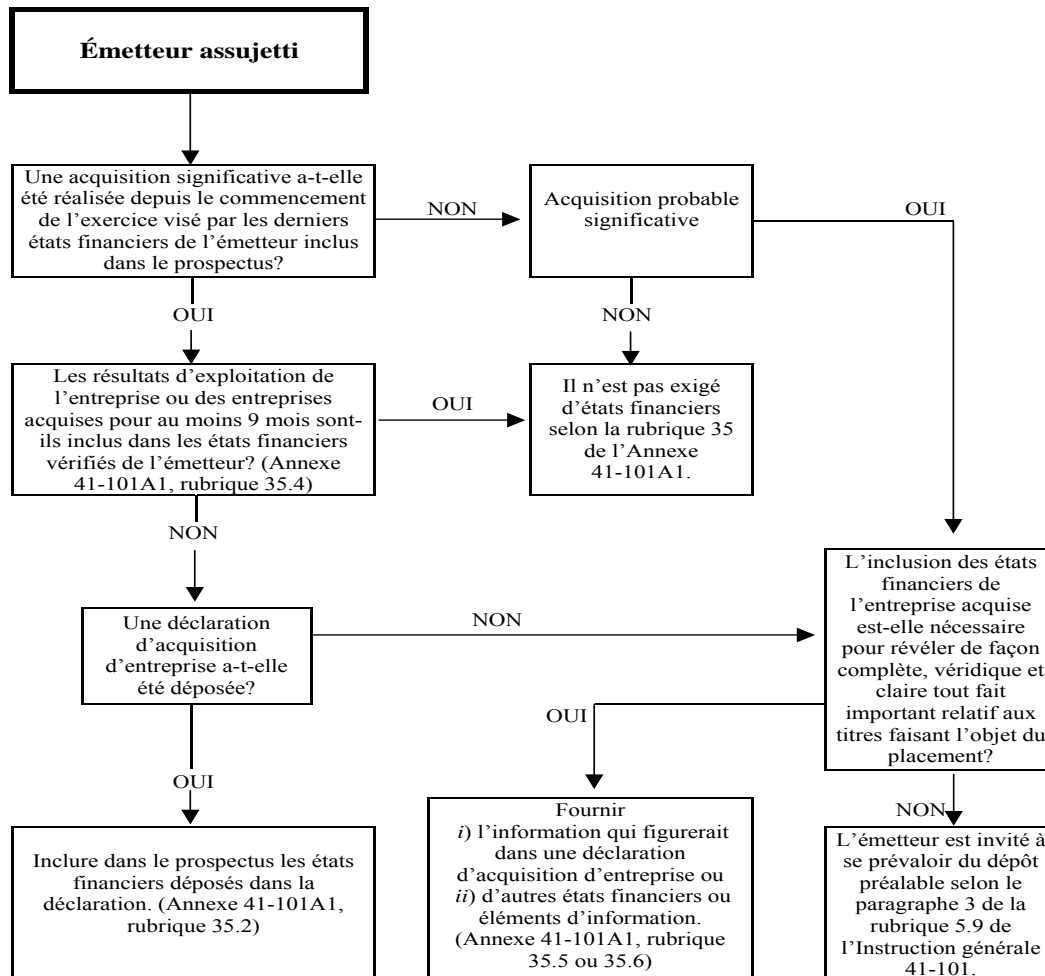 Émetteur assujetti
Une acquisition significative a-t-elle
été réalisée depuis le commencement
de l'exercice visé par les derniers
états financiers de l'émetteur inclus
dans le prospectus?
NON
Acquisition probable
significative
OUI
OUI
NON
Les résultats d'exploitation de
l'entreprise ou des entreprises
acquises pour au moins 9 mois sont-
ils inclus dans les états financiers
vérifiés de l'émetteur? (Annexe
41-101A1, rubrique 35.4)
OUI
Il n'est pas exigé
d'états financiers
selon la rubrique 35
de l'Annexe
41-101A1.
NON
Une déclaration
d'acquisition
d'entreprise a-t-elle
été déposée?
NON
L'inclusion des états
financiers de
l'entreprise acquise
est-elle nécessaire
pour révéler de façon
complète, véridique et
claire tout fait
important relatif aux
titres faisant l'objet du
placement?
OUI
OUI
NON
Inclure dans le prospectus les états
financiers déposés dans la
déclaration. (Annexe 41-101A1,
rubrique 35.2)
Fournir
i) l'information qui figurerait
dans une déclaration
d'acquisition d'entreprise ou
ii) d'autres états financiers ou
éléments d'information.
(Annexe 41-101A1, rubrique
35.5 ou 35.6)
L'émetteur est invité à
se prévaloir du dépôt
préalable selon le
paragraphe 3 de la
rubrique 5.9 de
l'Instruction générale
41-101.